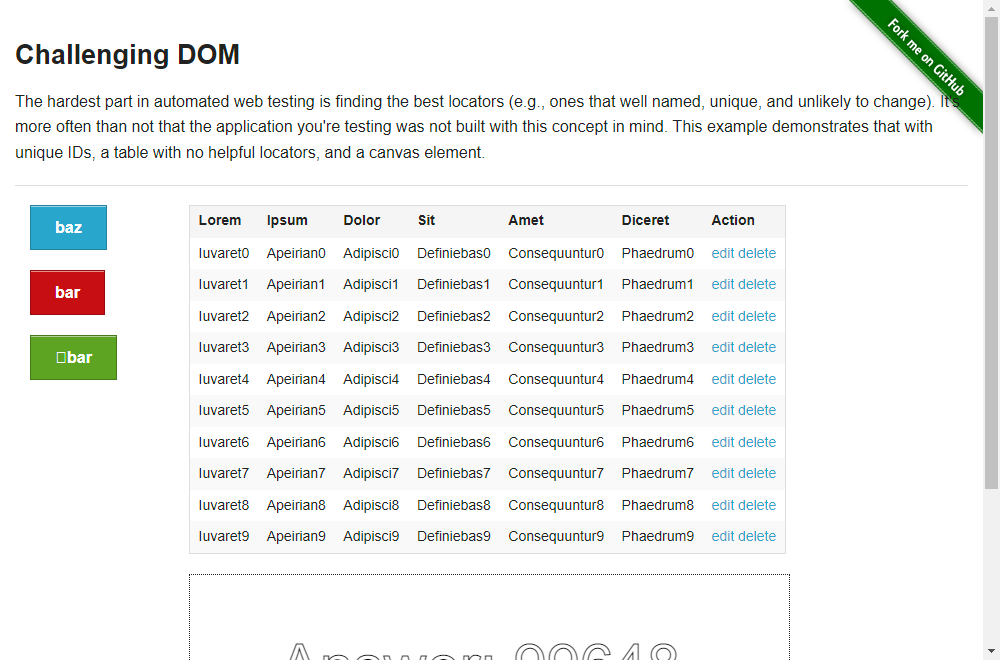 Fork me on GitHub
Challenging DOM
The hardest part in automated web testing is finding the best locators (e.g., ones that well named, unique, and unlikely to change). It's
more often than not that the application you're testing was not built with this concept in mind. This example demonstrates that with
unique IDs, a table with no helpful locators, and a canvas element.
baz
bar
bar
Lorem Ipsum Dolor Sit Amet Diceret Action
Iuvaret0 Apeirian0 Adipisci0 Definiebas0 Consequuntur0 Phaedrum0 edit delete
Iuvaret1 Apeirian1 Adipisci1 Definiebas1 Consequuntur1 Phaedrum1 edit delete
Iuvaret2 Apeirian2 Adipisci2 Definiebas2 Consequuntur2 Phaedrum2 edit delete
Iuvaret3 Apeirian3 Adipisci3 Definiebas3 Consequuntur3 Phaedrum3 edit delete
Iuvaret4 Apeirian4 Adipisci4 Definiebas4 Consequuntur4 Phaedrum4 edit delete
Iuvaret5 Apeirian5 Adipisci5 Definiebas5 Consequuntur5 Phaedrum5 edit delete
Iuvaret6 Apeirian6 Adipisci6 Definiebas6 Consequuntur6 Phaedrum6 edit delete
Iuvaret7 Apeirian7 Adipisci7 Definiebas7 Consequuntur7 Phaedrum7 edit delete
Iuvaret8 Apeirian8 Adipisci8 Definiebas8 Consequuntur8 Phaedrum8 edit delete
Iuvaret9 Apeirian9 Adipisci9 Definiebas9 Consequuntur9 Phaedrum9 edit delete
Answer: